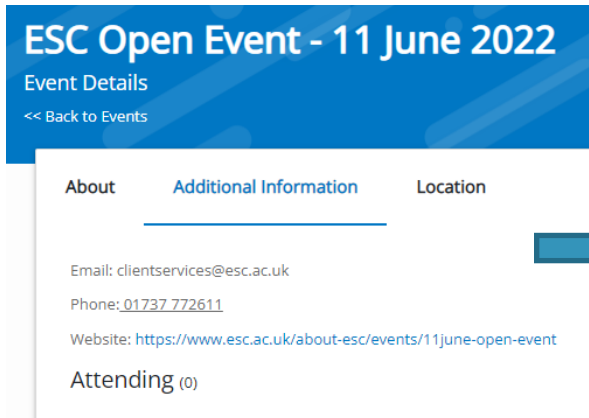 ESC Open Event - 11 June 2022
Event Details
<< Back to Events
About Additional Information Location
Email: clientservices@esc.ac.uk
Phone: 01737 772611
Website: https://www.esc.ac.uk/about-esc/events/11june-open-event
Attending (0)